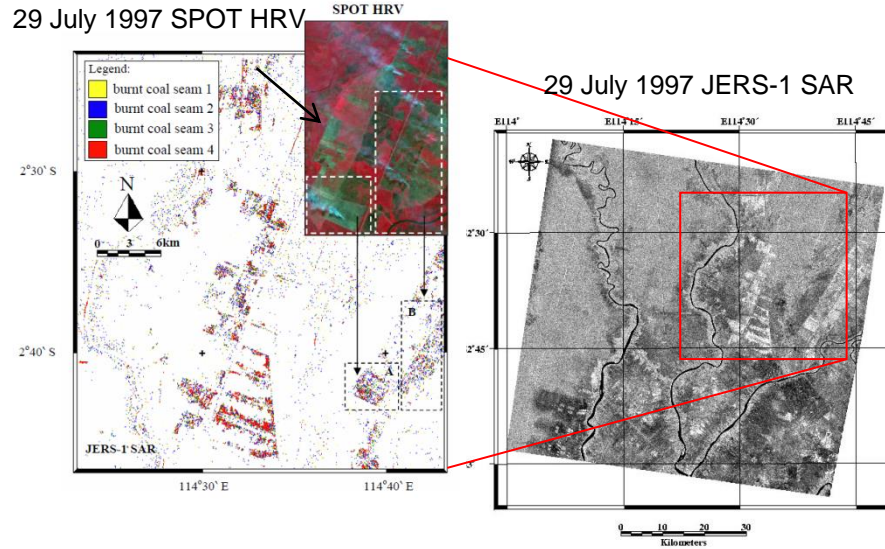 29 July 1997 SPOT HRV
SPOT HRV
Legend:
burnt coal seam 1
burnt coal seam 2
burnt coal seam 3
burnt coal seam 4
2°30' S
N
0 3 6km
B
2°40' S
A
JERS-1 SAR
114°30' E
114°40' E
29 July 1997 JERS-1 SAR
E114°
E114°15'
E114°30'
E114°45'
N
W E
S
2°30'
2°45'
3°
0 10 20 30
Kilometers